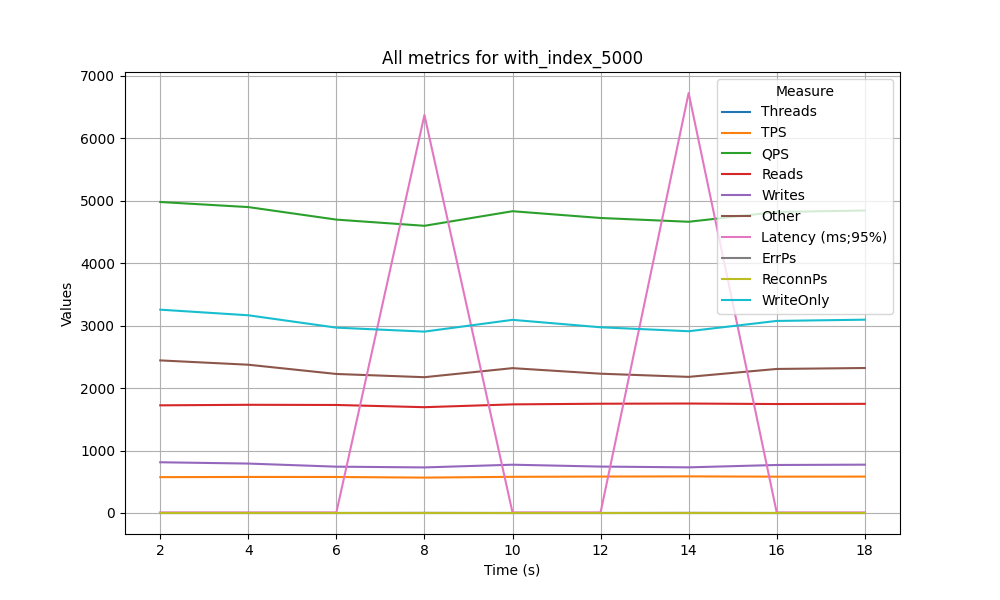 All metrics for with_index_5000
7000
6000
5000
4000
3000
2000
1000
0
Values
2 4 6 8 10 12 14 16 18
Time (s)
Measure
Threads
TPS
QPS
Reads
Writes
Other
Latency (ms;95%)
ErrPs
ReconnPs
WriteOnly